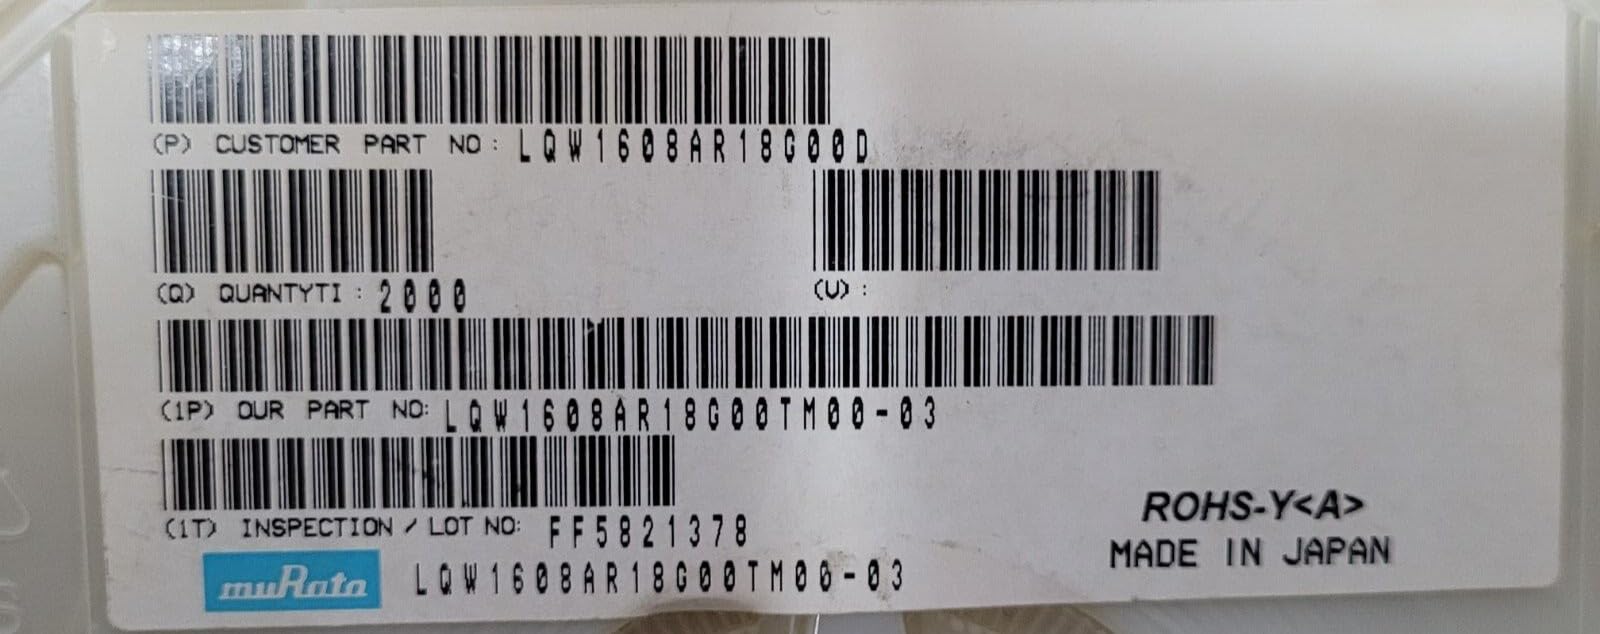 (P) CUSTOMER PART NO: LQW1608AR18G00D
(Q) QUANTYTI : 2000
(U) :
(1P) OUR PART NO: LQW1608AR18G00TM00-03
(1T) INSPECTION / LOT NO: FF5821378
muRata LQW1608AR18G00TM00-03
ROHS-Y<A>
MADE IN JAPAN